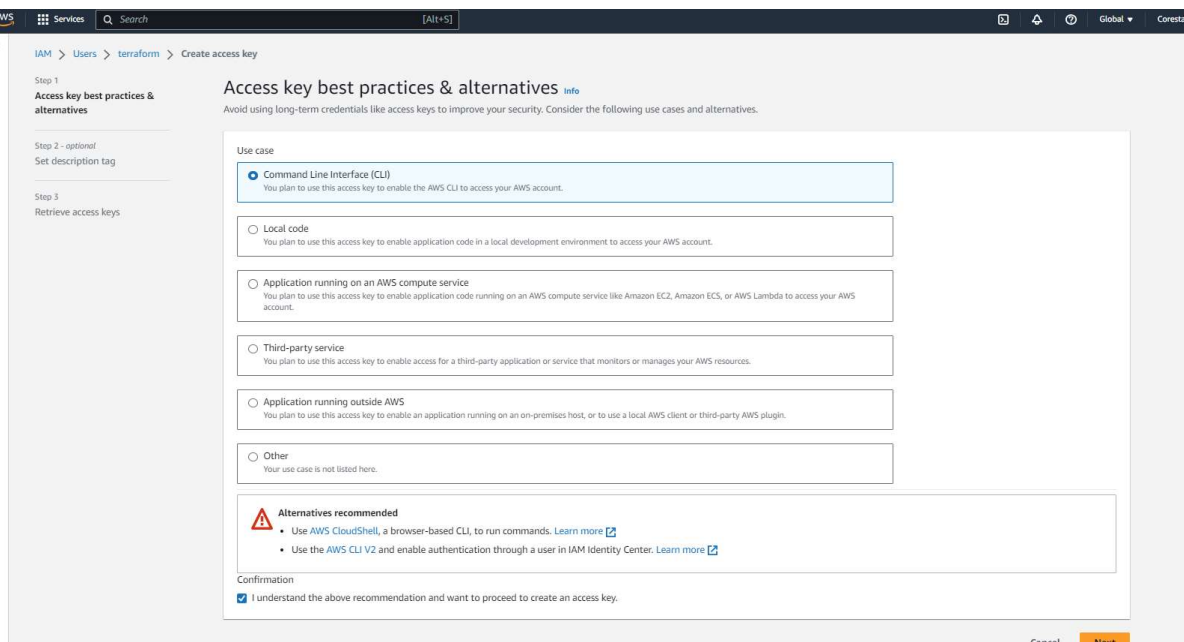 Services
Search
[Alt+S]
Global
IAM > Users > terraform > Create access key
Step 1
Access key best practices &
alternatives
Step 2 - optional
Set description tag
Step 3
Retrieve access keys
Access key best practices & alternatives Info
Avoid using long-term credentials like access keys to improve your security. Consider the following use cases and alternatives.
Use case
Command Line Interface (CLI)
You plan to use this access key to enable the AWS CLI to access your AWS account.
Local code
You plan to use this access key to enable application code in a local development environment to access your AWS account.
Application running on an AWS compute service
You plan to use this access key to enable application code running on an AWS compute service like Amazon EC2, Amazon ECS, or AWS Lambda to access your AWS
account.
Third-party service
You plan to use this access key to enable access for a third-party application or service that monitors or manages your AWS resources.
Application running outside AWS
You plan to use this access key to enable an application running on an on-premises host, or to use a local AWS client or third-party AWS plugin.
Other
Your use case is not listed here.
Alternatives recommended
• Use AWS CloudShell, a browser-based CLI, to run commands. Learn more
• Use the AWS CLI V2 and enable authentication through a user in IAM Identity Center. Learn more
Confirmation
I understand the above recommendation and want to proceed to create an access key.
Cancel
Next